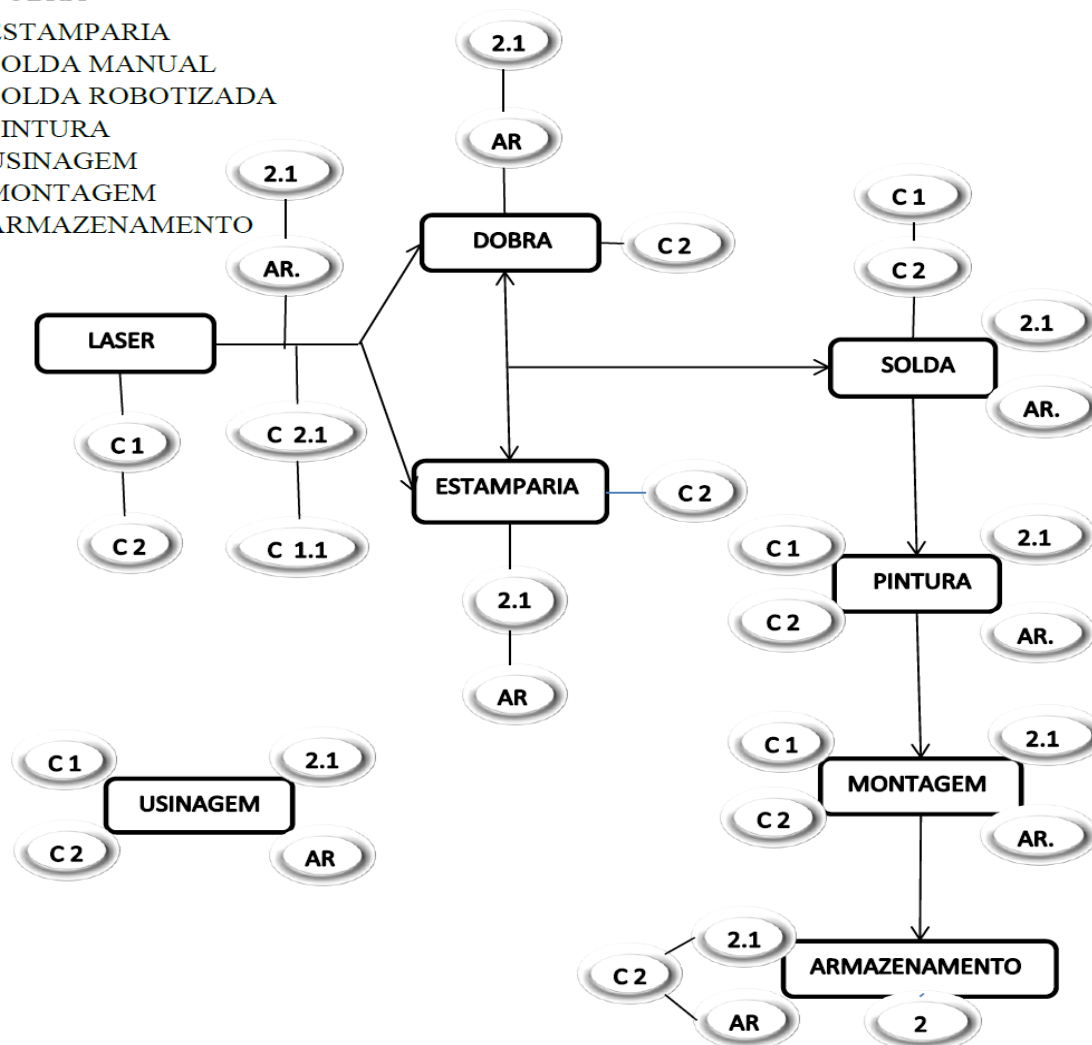 ESTAMPARIA
OLDA MANUAL
OLDA ROBOTIZADA
INTURA
USINAGEM
MONTAGEM
ARMAZENAMENTO
2.1
AR
2.1
AR.
DOBRA
C 2
C 1
C 2
2.1
SOLDA
AR.
LASER
C 1
C 2
C 2.1
C 1.1
ESTAMPARIA
C 2
2.1
AR
C 1
2.1
PINTURA
C 2
AR.
C 1
2.1
USINAGEM
C 2
AR
C 1
2.1
MONTAGEM
C 2
AR.
2.1
C 2
AR
ARMAZENAMENTO
2